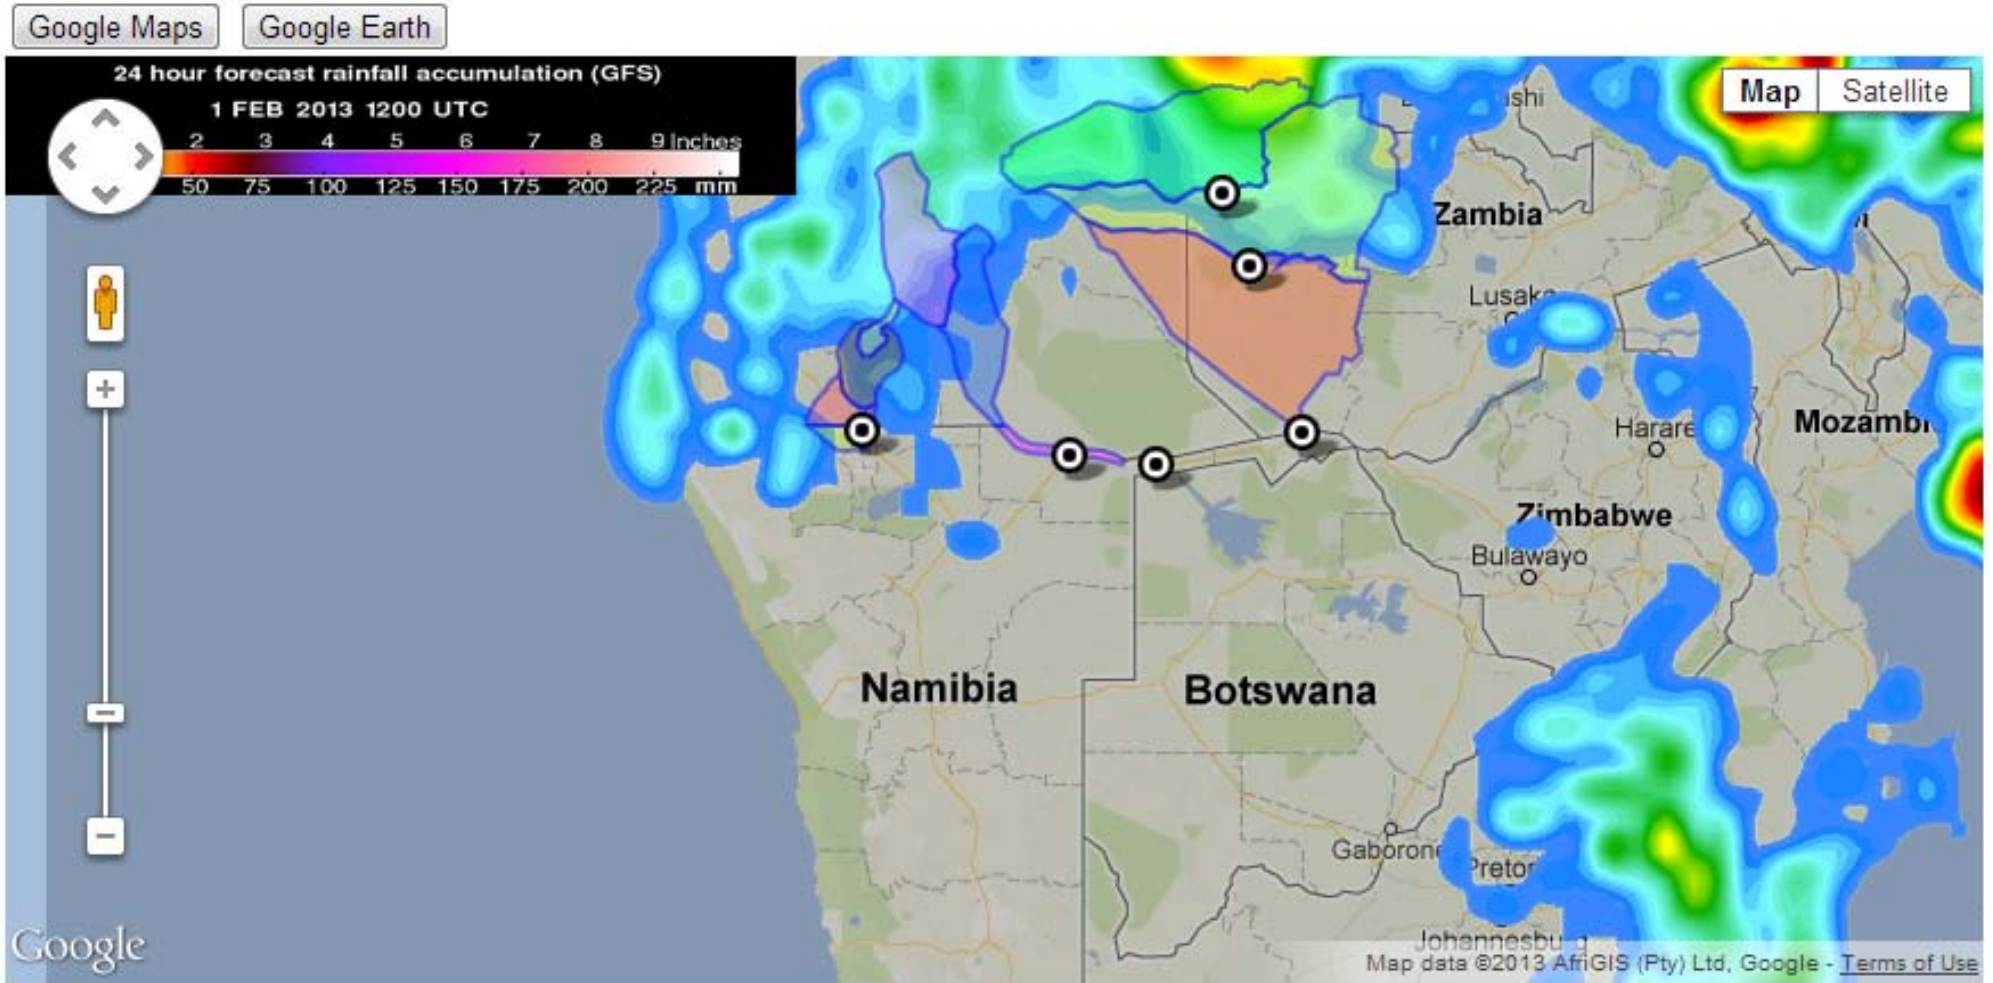 Google Maps Google Earth
24 hour forecast rainfall accumulation (GFS)
1 FEB 2013 1200 UTC
2 3 4 5 6 7 8 9 Inches
50 75 100 125 150 175 200 225 mm
Map Satellite
Zambia
Lusaka
Harare
Mozambi
Zimbabwe
Bulawayo
Namibia
Botswana
Gaborone
Pretor
Johannesbu g
Google
Map data ©2013 AfriGIS (Pty) Ltd, Google - Terms of Use